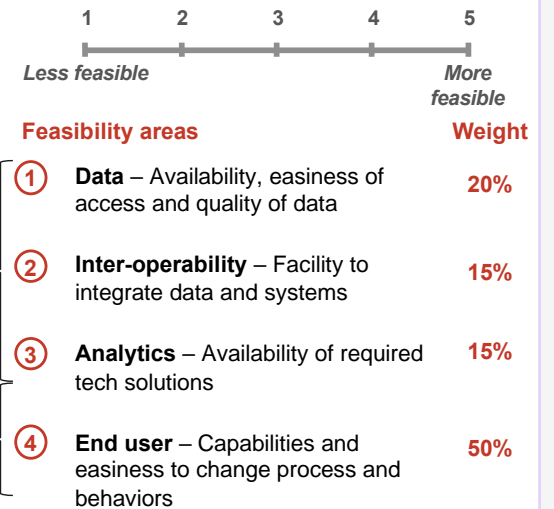 1 2 3 4 5
Less feasible More
feasible
Feasibility areas Weight
1 Data – Availability, easiness of 20%
access and quality of data
2 Inter-operability – Facility to 15%
integrate data and systems
3 Analytics – Availability of required 15%
tech solutions
4 End user – Capabilities and 50%
easiness to change process and
behaviors